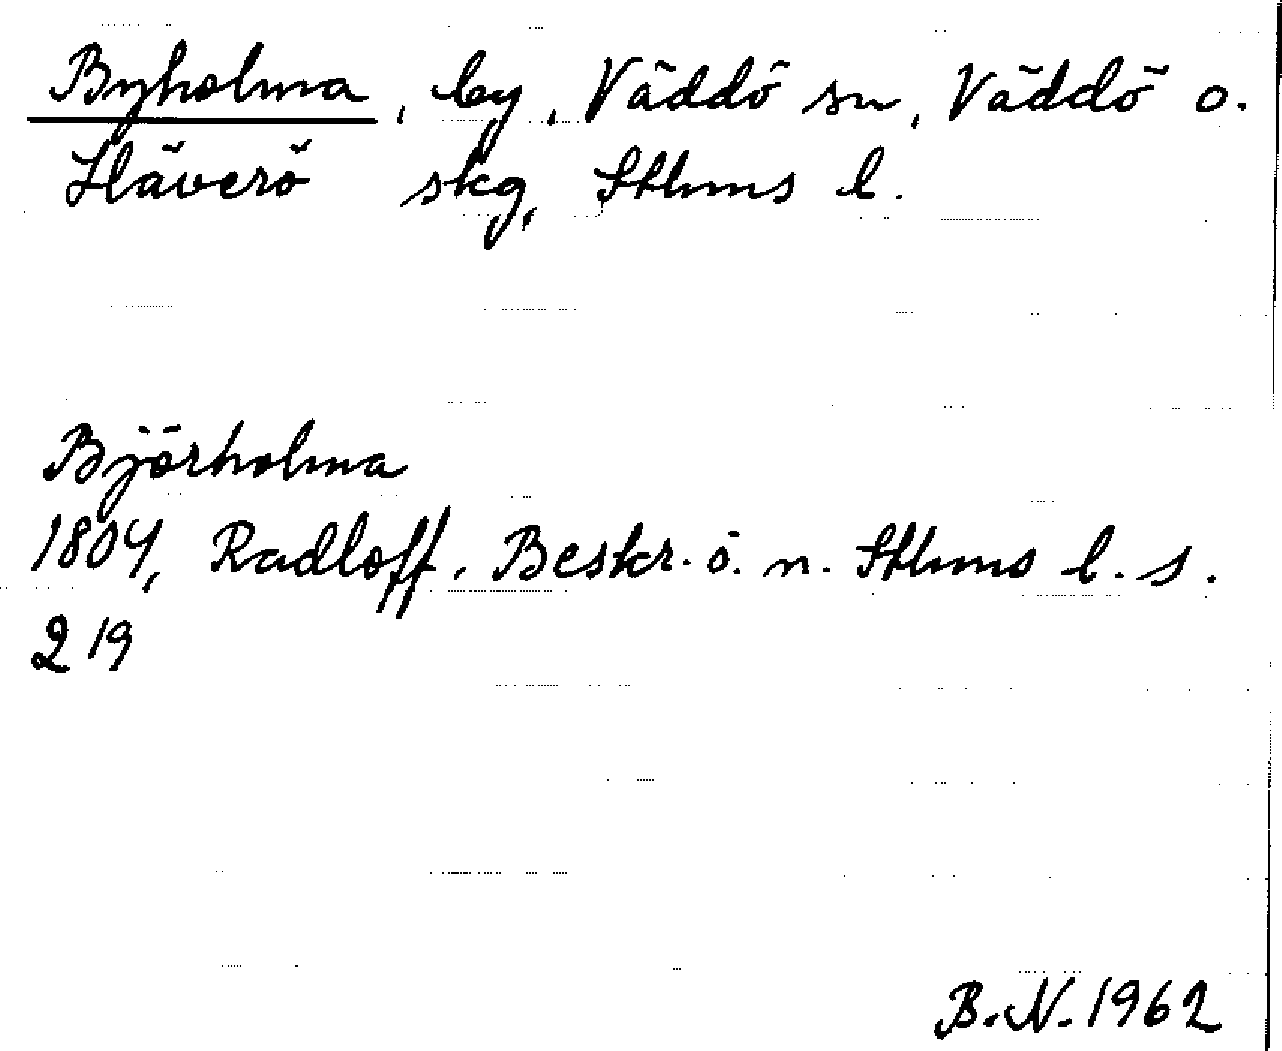 Byholma, by, Väddö sn, Väddö o.
Häverö skg, Sthms l.
Björholma
1804, Radloff, Beskr. ö. n. Sthms l. s.
219
B.N. 1962